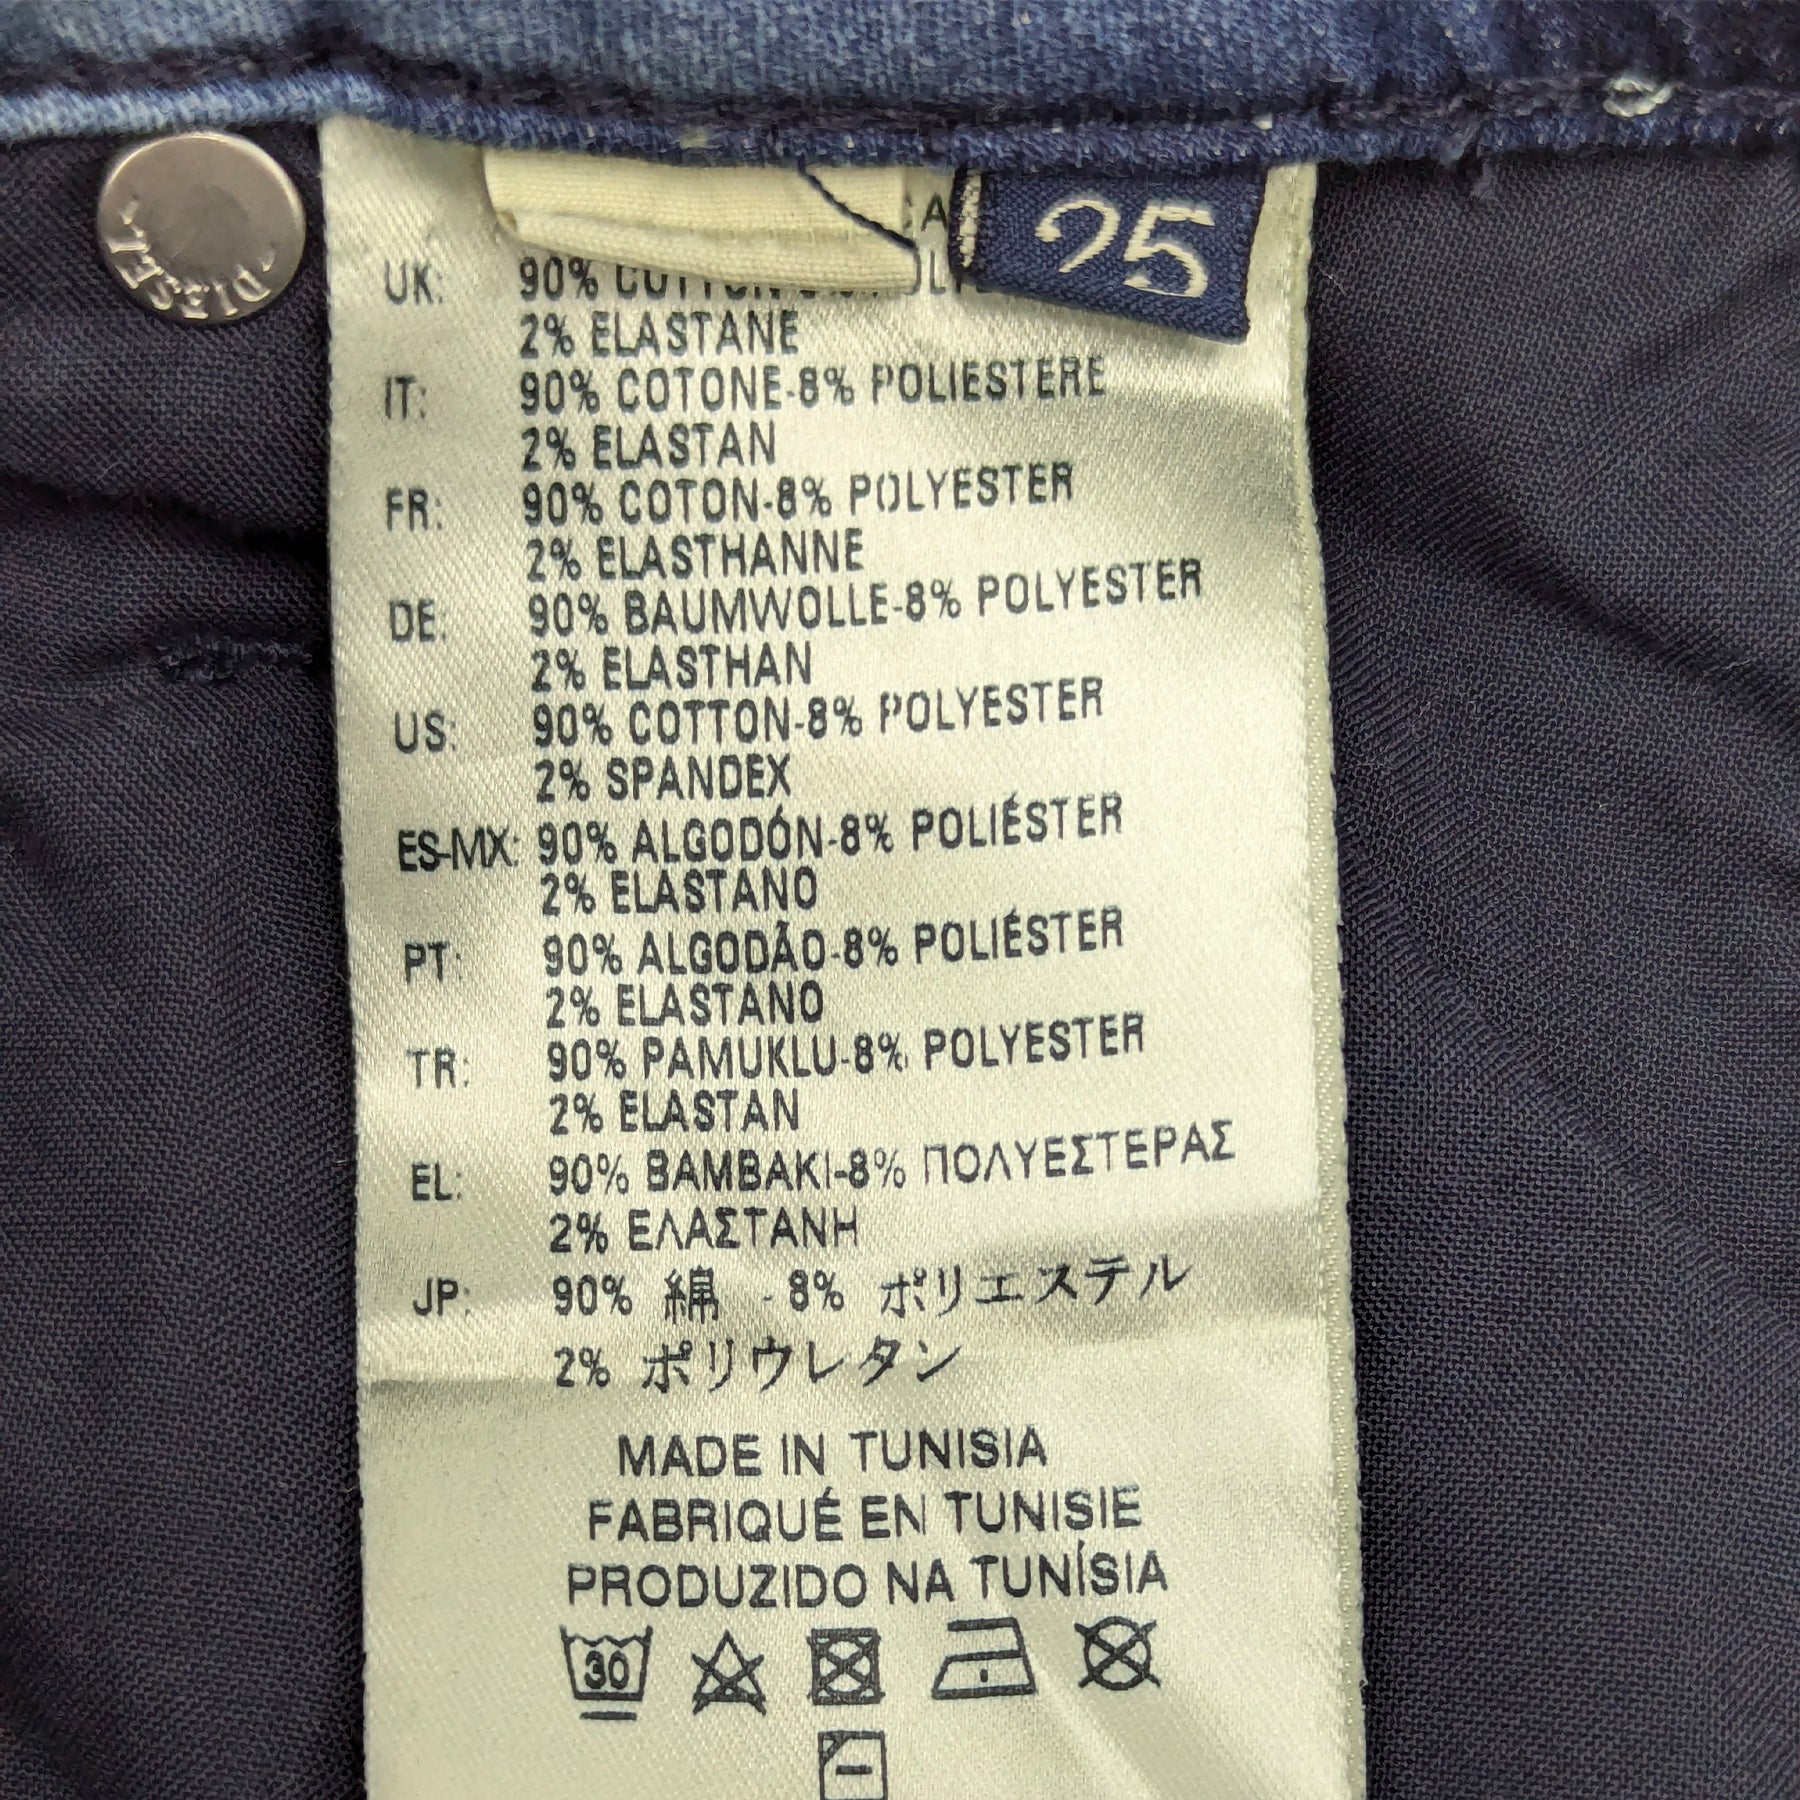 DIESEL
25
UK: 90% COTTON
2% ELASTANE
IT: 90% COTONE-8% POLIESTERE
2% ELASTAN
FR: 90% COTON-8% POLYESTER
2% ELASTHANNE
DE: 90% BAUMWOLLE-8% POLYESTER
2% ELASTHAN
US: 90% COTTON-8% POLYESTER
2% SPANDEX
ES-MX: 90% ALGODÓN-8% POLIÉSTER
2% ELASTANO
PT: 90% ALGODÃO-8% POLIÉSTER
2% ELASTANO
TR: 90% PAMUKLU-8% POLYESTER
2% ELASTAN
EL: 90% ΒΑΜΒΑΚΙ-8% ΠΟΛΥΕΣΤΕΡΑΣ
2% ΕΛΑΣΤΑΝΗ
JP: 90% 綿 - 8% ポリエステル
2% ポリウレタン
MADE IN TUNISIA
FABRIQUÉ EN TUNISIE
PRODUZIDO NA TUNÍSIA
30